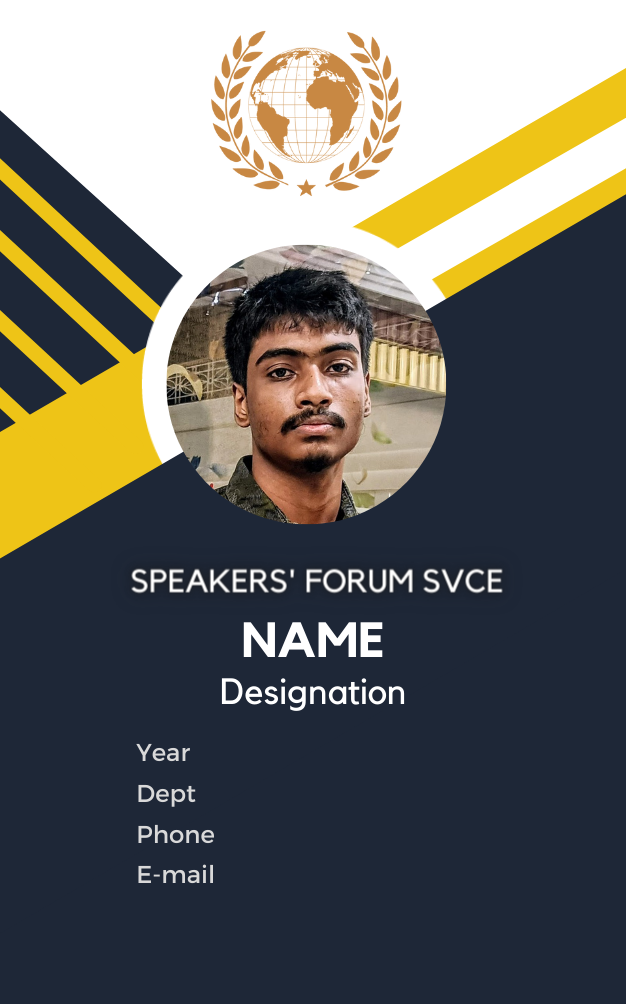 SPEAKERS' FORUM SVCE
NAME
Designation
Year
Dept
Phone
E-mail